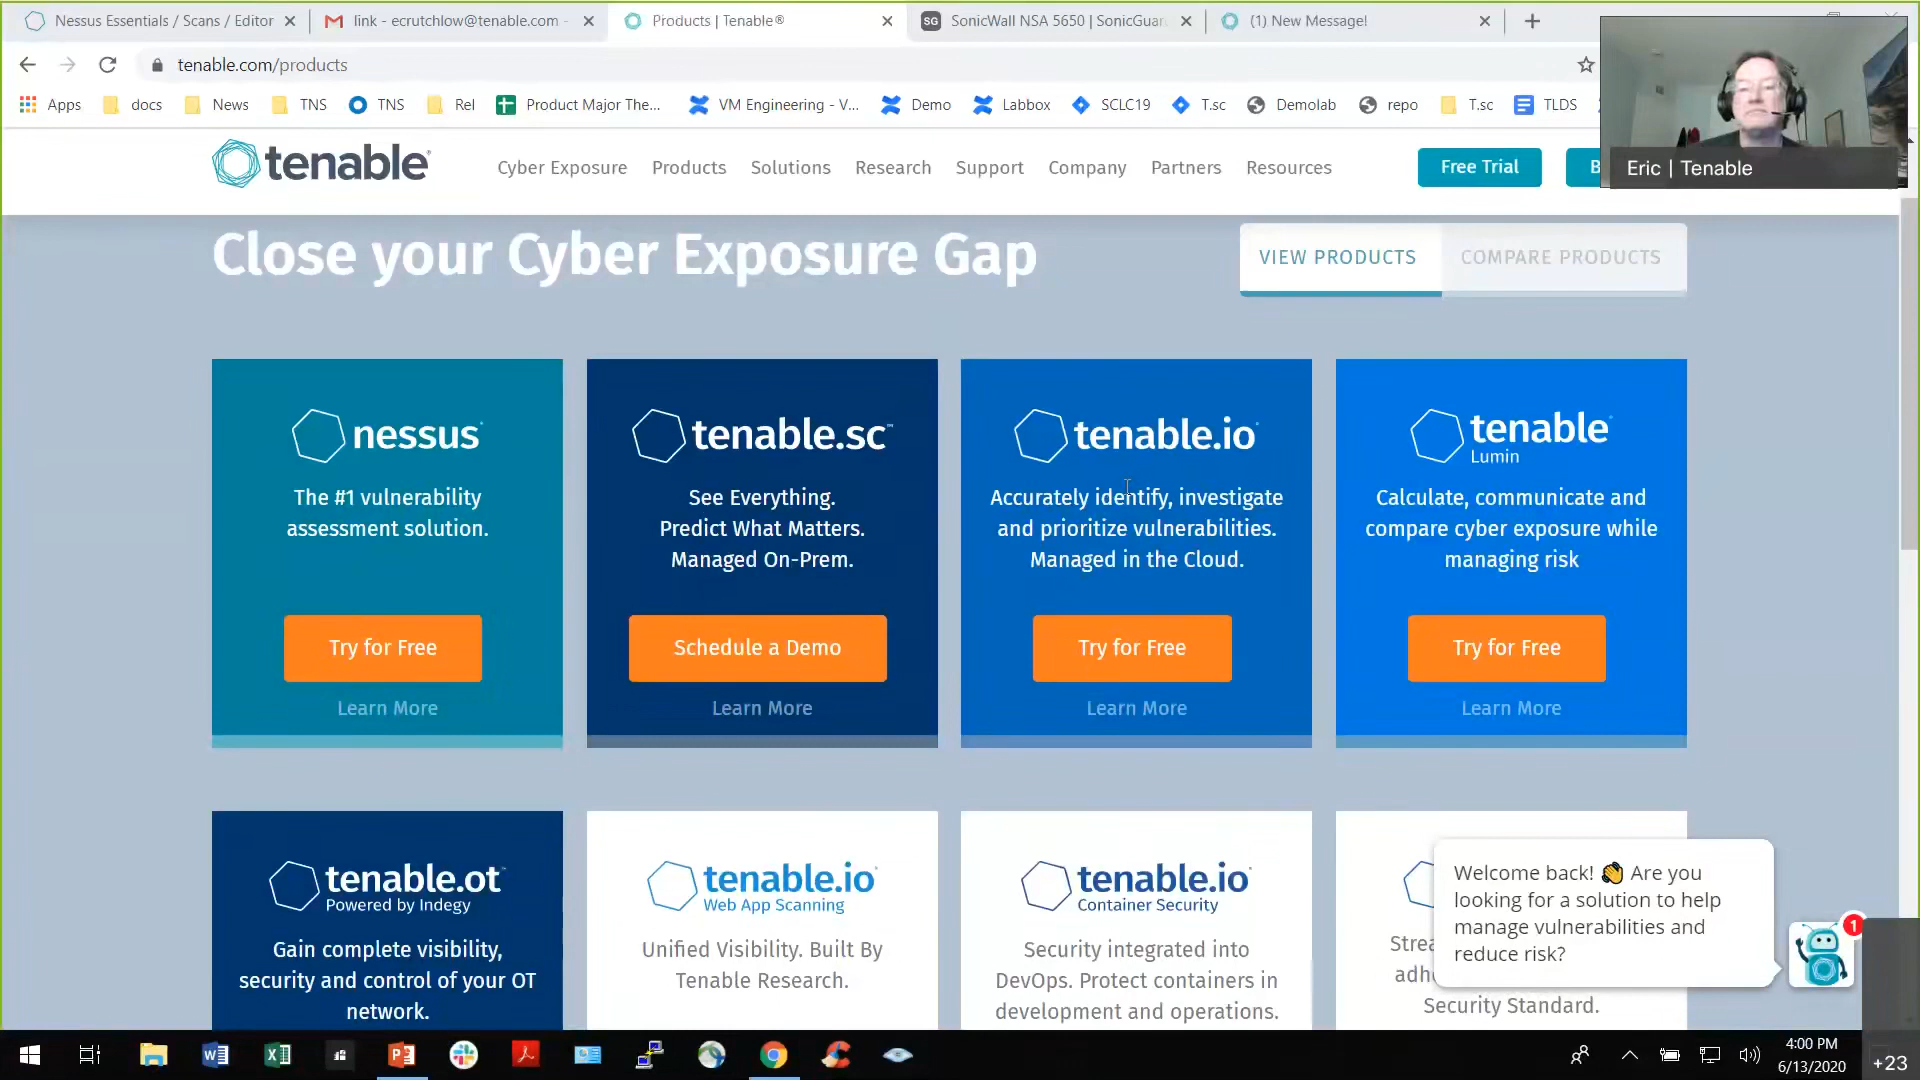 Nessus Essentials / Scans / Editor
link - ecrutchlow@tenable.com -
Products | Tenable®
SG SonicWall NSA 5650 | SonicGuar
(1) New Message!
tenable.com/products
Apps docs News TNS TNS Rel Product Major The... VM Engineering - V... Demo Labbox SCLC19 T.sc Demolab repo T.sc TLDS
Eric | Tenable
tenable®
Cyber Exposure Products Solutions Research Support Company Partners Resources
Free Trial
B
Close your Cyber Exposure Gap
VIEW PRODUCTS
COMPARE PRODUCTS
nessus®
The #1 vulnerability
assessment solution.
Try for Free
Learn More
tenable.sc™
See Everything.
Predict What Matters.
Managed On-Prem.
Schedule a Demo
Learn More
tenable.io®
Accurately identify, investigate
and prioritize vulnerabilities.
Managed in the Cloud.
Try for Free
Learn More
tenable®
Lumin
Calculate, communicate and
compare cyber exposure while
managing risk
Try for Free
Learn More
tenable.ot™
Powered by Indegy
Gain complete visibility,
security and control of your OT
network.
tenable.io®
Web App Scanning
Unified Visibility. Built By
Tenable Research.
tenable.io®
Container Security
Security integrated into
DevOps. Protect containers in
development and operations.
Strea
adh
Security Standard.
Welcome back! 👋 Are you
looking for a solution to help
manage vulnerabilities and
reduce risk?
1
4:00 PM
6/13/2020
+23